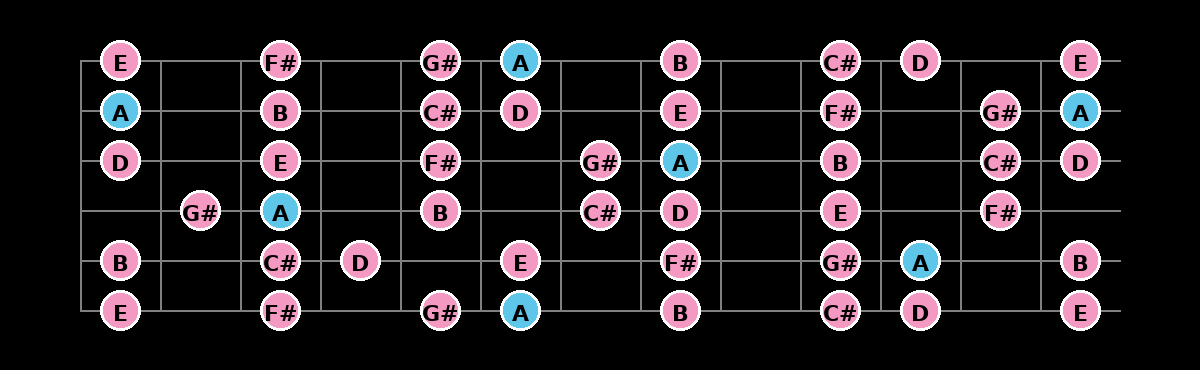 E F# G# A B C# D E
A B C# D E F# G# A
D E F# G# A B C# D
G# A B C# D E F#
B C# D E F# G# A B
E F# G# A B C# D E